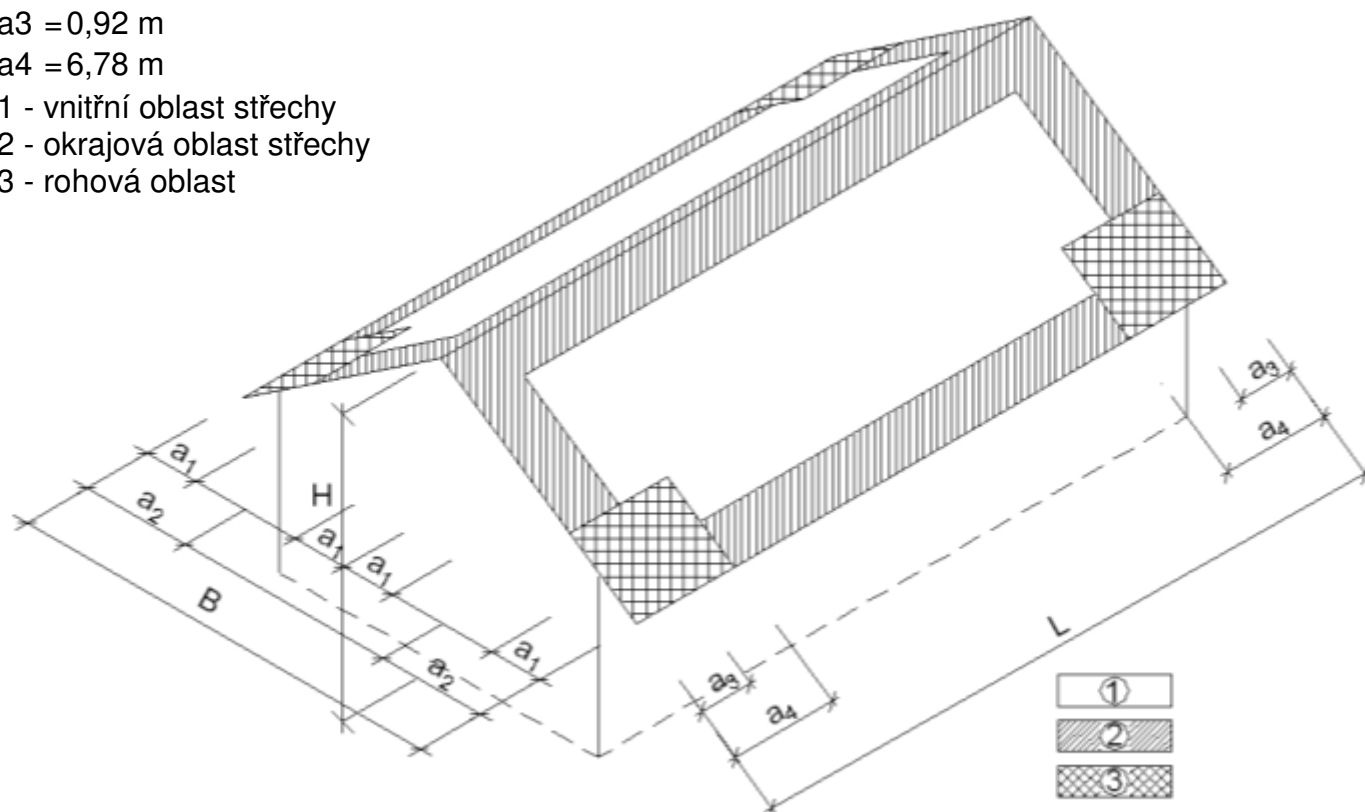 a3 =0,92 m
a4 =6,78 m
1 - vnitřní oblast střechy
2 - okrajová oblast střechy
3 - rohová oblast
a1
a2
B
H
a1
a1
a2
a1
a3
a4
L
a3
a4
1
2
3